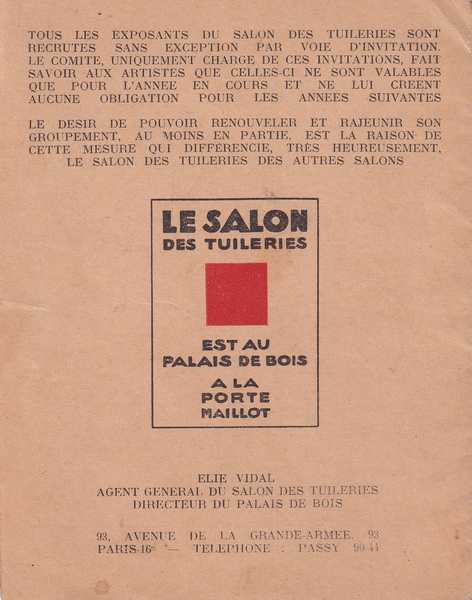 TOUS LES EXPOSANTS DU SALON DES TUILERIES SONT
RECRUTES SANS EXCEPTION PAR VOIE D'INVITATION.
LE COMITE, UNIQUEMENT CHARGE DE CES INVITATIONS, FAIT
SAVOIR AUX ARTISTES QUE CELLES-CI NE SONT VALABLES
QUE POUR L'ANNEE EN COURS ET NE LUI CREENT
AUCUNE OBLIGATION POUR LES ANNEES SUIVANTES
LE DESIR DE POUVOIR RENOUVELER ET RAJEUNIR SON
GROUPEMENT, AU MOINS EN PARTIE, EST LA RAISON DE
CETTE MESURE QUI DIFFERENCIE, TRÈS HEUREUSEMENT,
LE SALON DES TUILERIES DES AUTRES SALONS
LE SALON
DES TUILERIES
EST AU
PALAIS DE BOIS
A LA
PORTE
MAILLOT
ELIE VIDAL
AGENT GENERAL DU SALON DES TUILERIES
DIRECTEUR DU PALAIS DE BOIS
93, AVENUE DE LA GRANDE-ARMEE, 93
PARIS-16e — TELEPHONE : PASSY 90-44